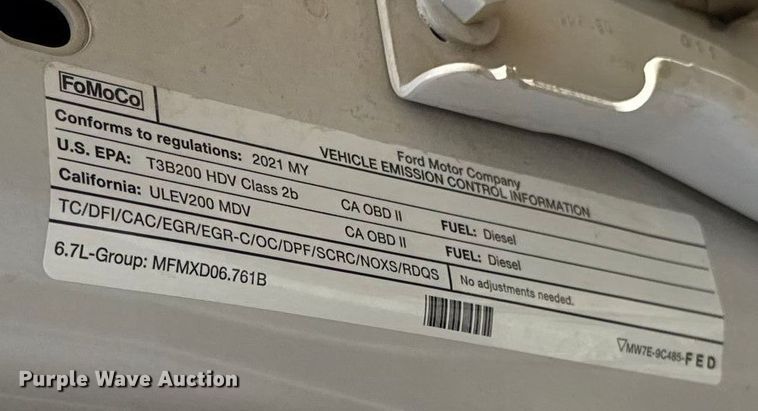 FoMoCo
Ford Motor Company
VEHICLE EMISSION CONTROL INFORMATION
Conforms to regulations: 2021 MY
U.S. EPA: T3B200 HDV Class 2b CA OBD II FUEL: Diesel
California: ULEV200 MDV CA OBD II FUEL: Diesel
TC/DFI/CAC/EGR/EGR-C/OC/DPF/SCRC/NOXS/RDQS No adjustments needed.
6.7L-Group: MFMXD06.761B
MW7E-9C485-FED
Purple Wave Auction